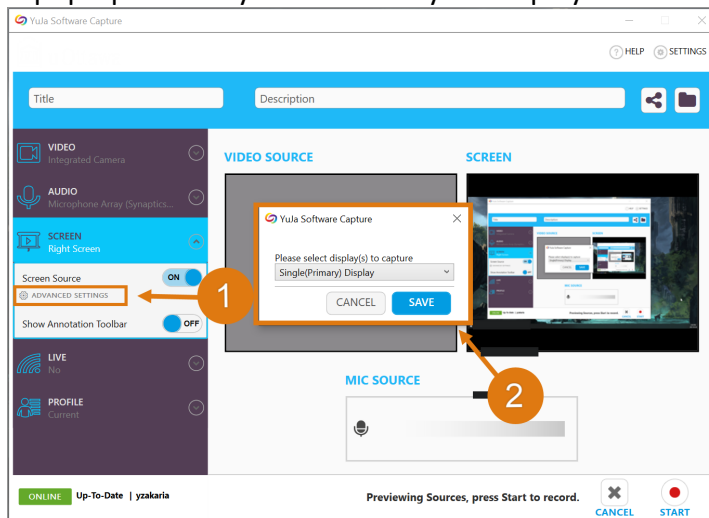 YuJa Software Capture
HELP
SETTINGS
Title
Description
VIDEO
Integrated Camera
AUDIO
Microphone Array (Synaptics...
SCREEN
Right Screen
Screen Source
ON
ADVANCED SETTINGS
Show Annotation Toolbar
OFF
LIVE
No
PROFILE
Current
VIDEO SOURCE
SCREEN
YuJa Software Capture
Please select display(s) to capture
Single(Primary) Display
CANCEL
SAVE
1
2
MIC SOURCE
ONLINE
Up-To-Date | yzakaria
Previewing Sources, press Start to record.
CANCEL
START